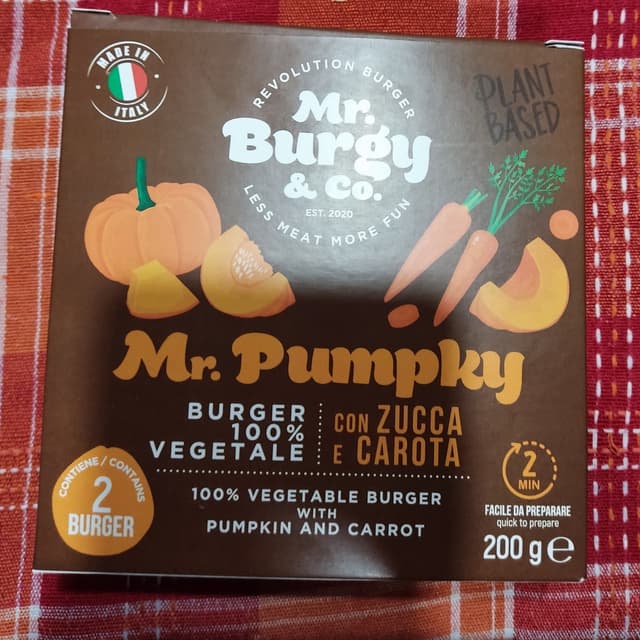 MADE IN
ITALY
REVOLUTION BURGER
Mr.
Burgy
& Co.
EST. 2020
LESS MEAT MORE FUN
PLANT
BASED
Mr. Pumpky
BURGER
100%
VEGETALE
CON ZUCCA
E CAROTA
CONTIENE / CONTAINS
2
BURGER
100% VEGETABLE BURGER
WITH
PUMPKIN AND CARROT
2
MIN
FACILE DA PREPARARE
quick to prepare
200 g ℮